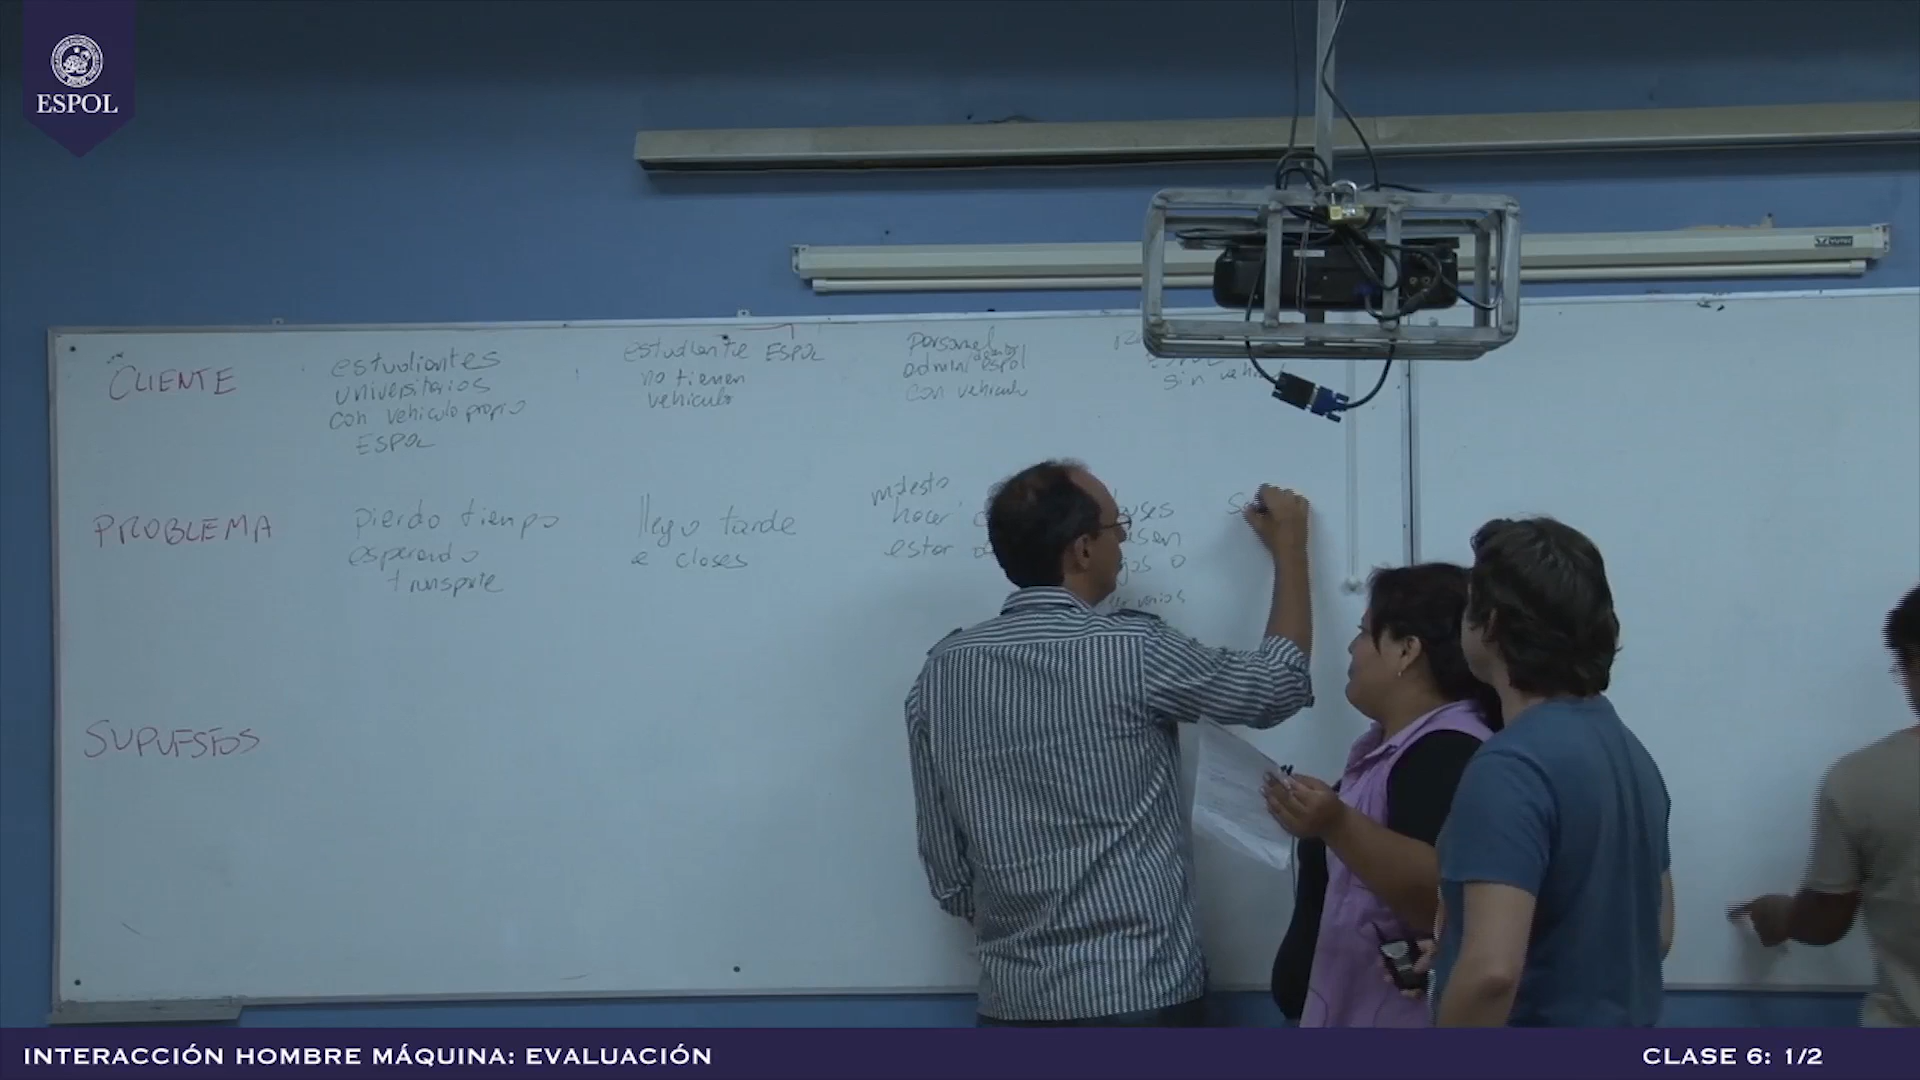 ESPOL
CLIENTE
estudiantes
universitarios
con vehiculo propio
ESPOL
estudiante ESPOL
no tienen
vehiculo
personal
admin espol
con vehiculo
sin
PROBLEMA
pierdo tiempo
esperando
transporte
llego tarde
a clases
molesto
hacer
estar
SUPUESTOS
INTERACCIÓN HOMBRE MÁQUINA: EVALUACIÓN
CLASE 6: 1/2